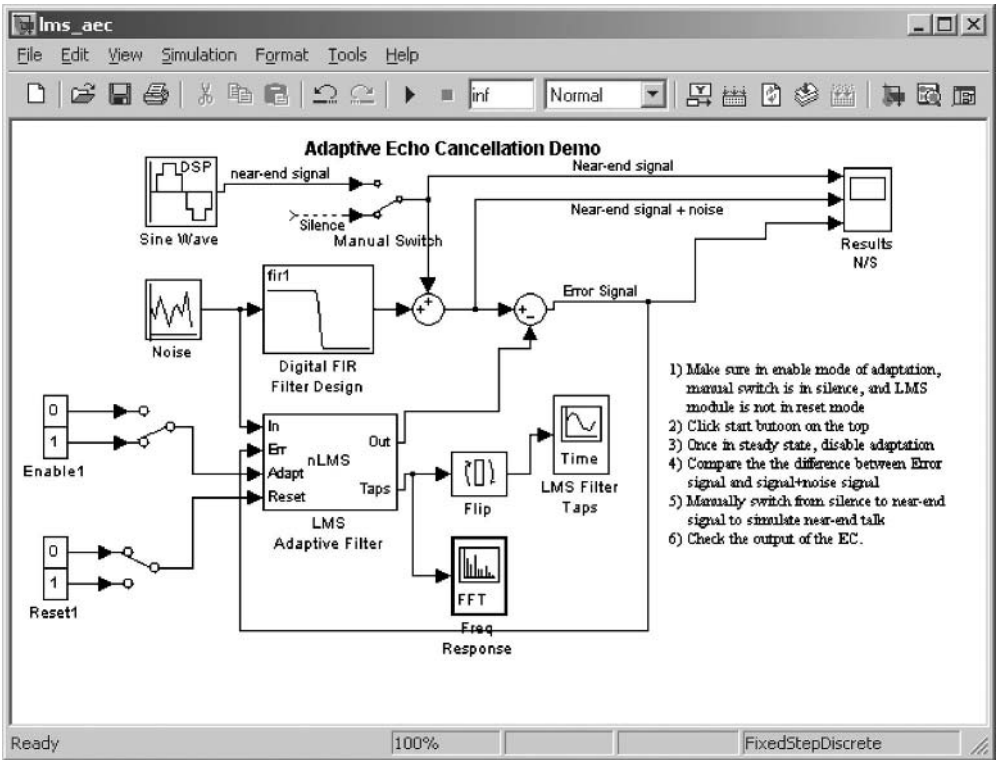 lms_aec
File Edit View Simulation Format Tools Help
inf Normal
Adaptive Echo Cancellation Demo
DSP
near-end signal
Near-end signal
Silence
Near-end signal + noise
Sine Wave
Manual Switch
Results
N/S
fir1
Error Signal
Noise
Digital FIR
Filter Design
1) Make sure in enable mode of adaptation,
manual switch is in silence, and LMS
module is not in reset mode
2) Click start butoon on the top
3) Once in steady state, disable adaptation
4) Compare the the difference between Error
signal and signal+noise signal
5) Manually switch from silence to near-end
signal to simulate near-end talk
6) Check the output of the EC.
0
1
Enable1
In
Err
Adapt
Reset
nLMS
Out
Taps
LMS
Adaptive Filter
Flip
Time
LMS Filter
Taps
0
1
Reset1
FFT
Freq
Response
Ready 100% FixedStepDiscrete